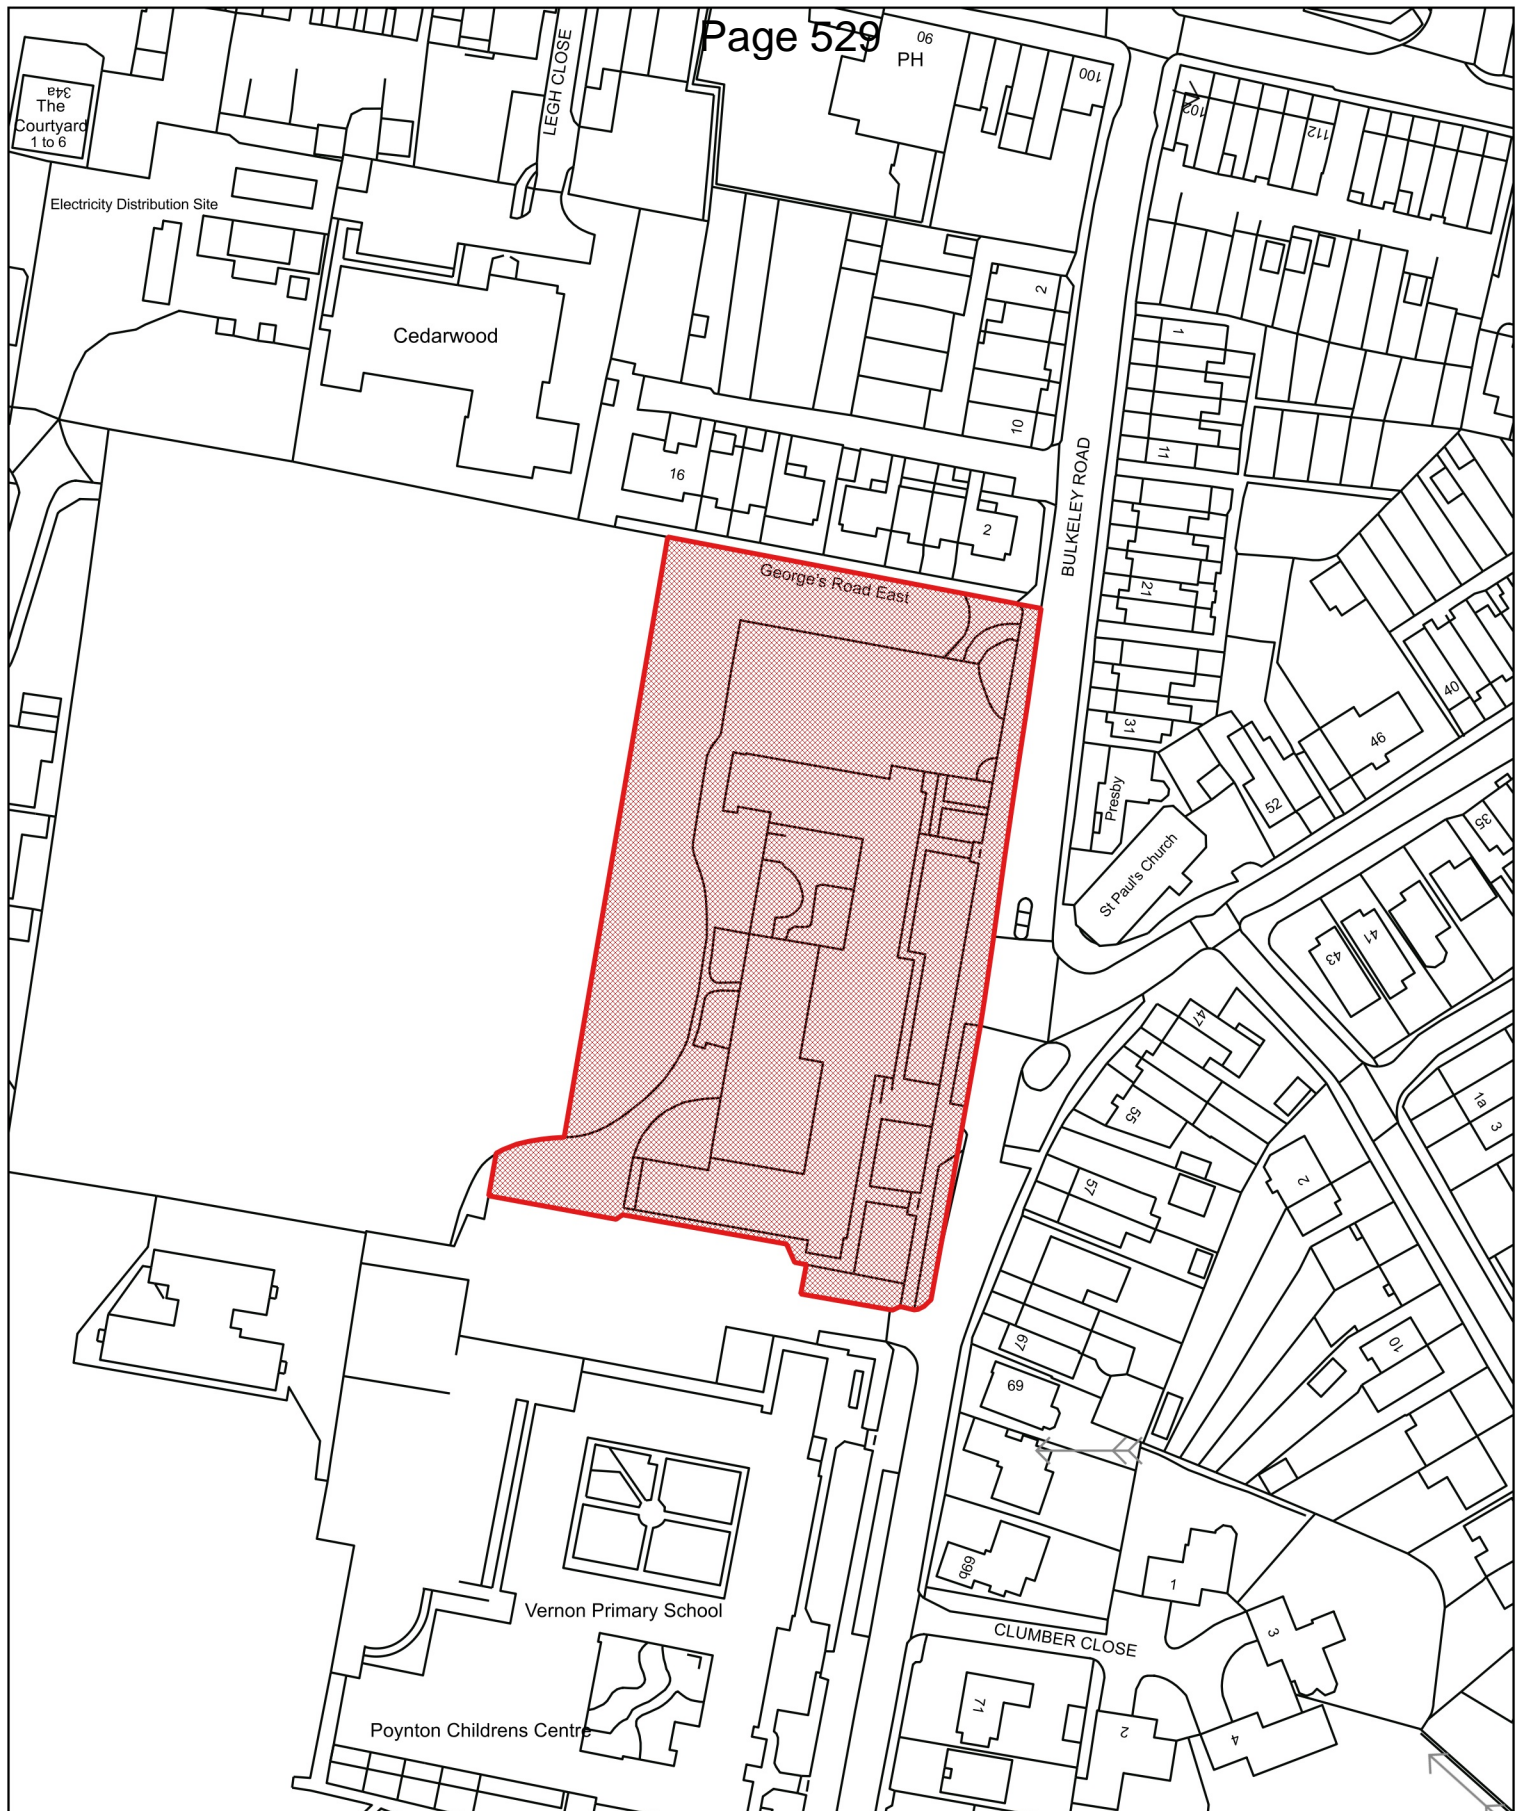 Page 529
90
PH
100
102
112
LEGH CLOSE
34a
The
Courtyard
1 to 6
Electricity Distribution Site
Cedarwood
2
10
1
11
16
2
BULKELEY ROAD
George's Road East
21
31
40
46
52
35
Presby
St Paul's Church
41
43
47
55
57
1a
3
2
67
69
10
69b
1
3
Vernon Primary School
CLUMBER CLOSE
71
2
4
Poynton Childrens Centre